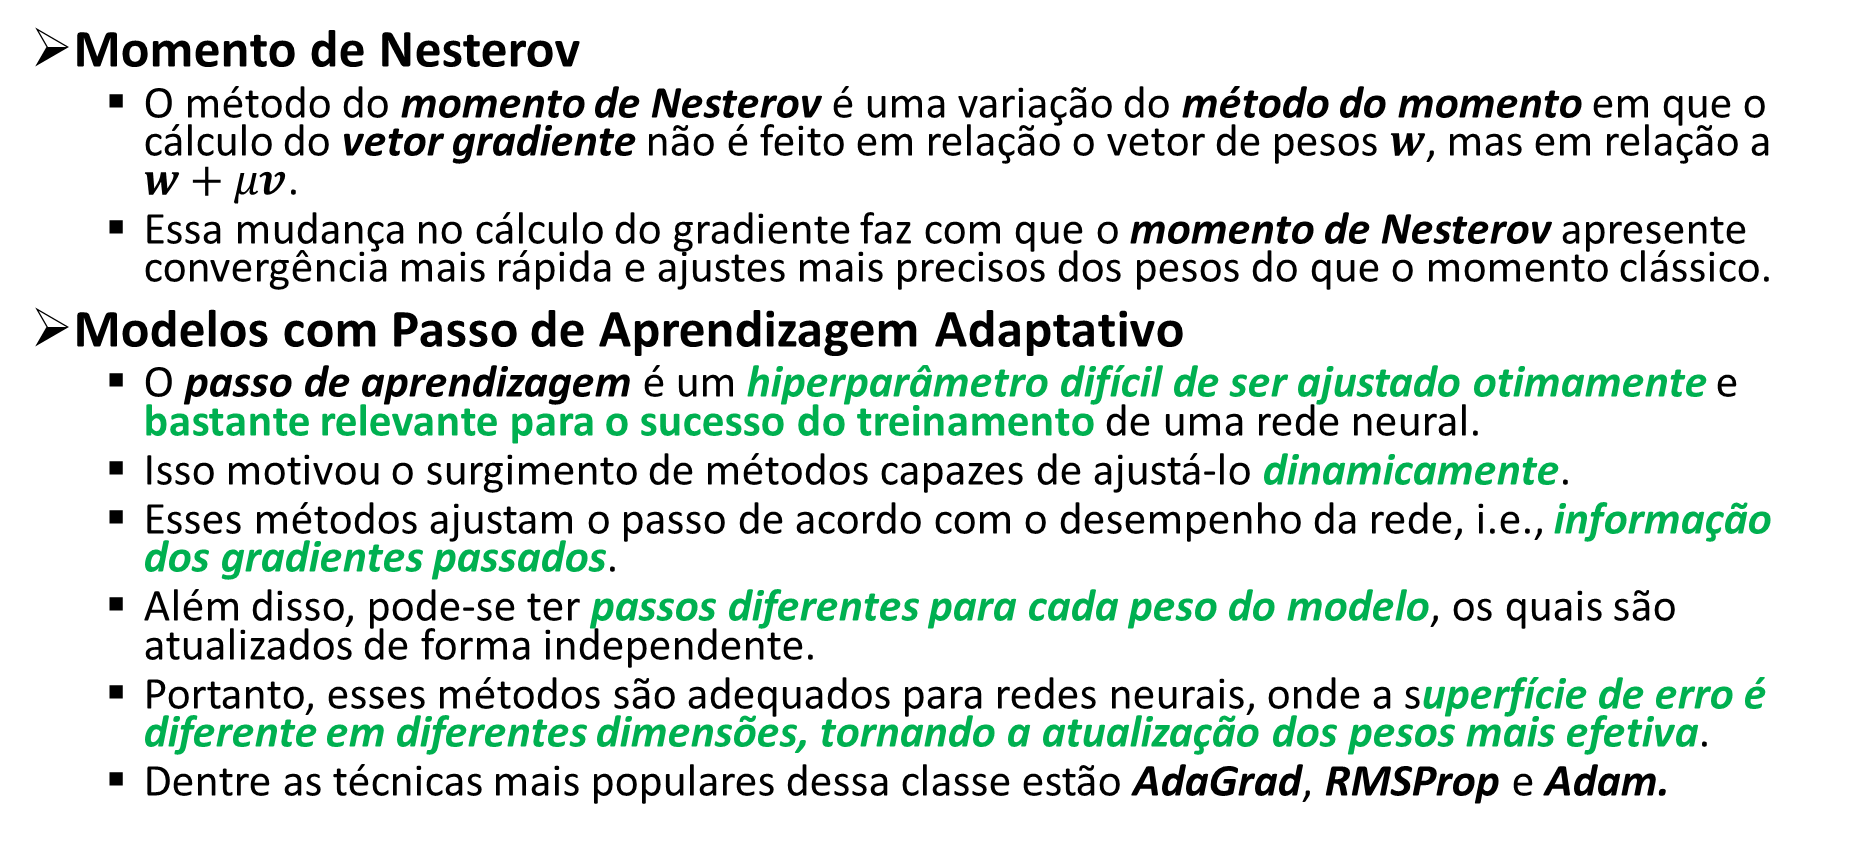 ➢Momento de Nesterov
▪ O método do momento de Nesterov é uma variação do método do momento em que o
cálculo do vetor gradiente não é feito em relação o vetor de pesos w, mas em relação a
w + μv.
▪ Essa mudança no cálculo do gradiente faz com que o momento de Nesterov apresente
convergência mais rápida e ajustes mais precisos dos pesos do que o momento clássico.
➢Modelos com Passo de Aprendizagem Adaptativo
▪ O passo de aprendizagem é um hiperparâmetro difícil de ser ajustado otimamente e
bastante relevante para o sucesso do treinamento de uma rede neural.
▪ Isso motivou o surgimento de métodos capazes de ajustá-lo dinamicamente.
▪ Esses métodos ajustam o passo de acordo com o desempenho da rede, i.e., informação
dos gradientes passados.
▪ Além disso, pode-se ter passos diferentes para cada peso do modelo, os quais são
atualizados de forma independente.
▪ Portanto, esses métodos são adequados para redes neurais, onde a superfície de erro é
diferente em diferentes dimensões, tornando a atualização dos pesos mais efetiva.
▪ Dentre as técnicas mais populares dessa classe estão AdaGrad, RMSProp e Adam.